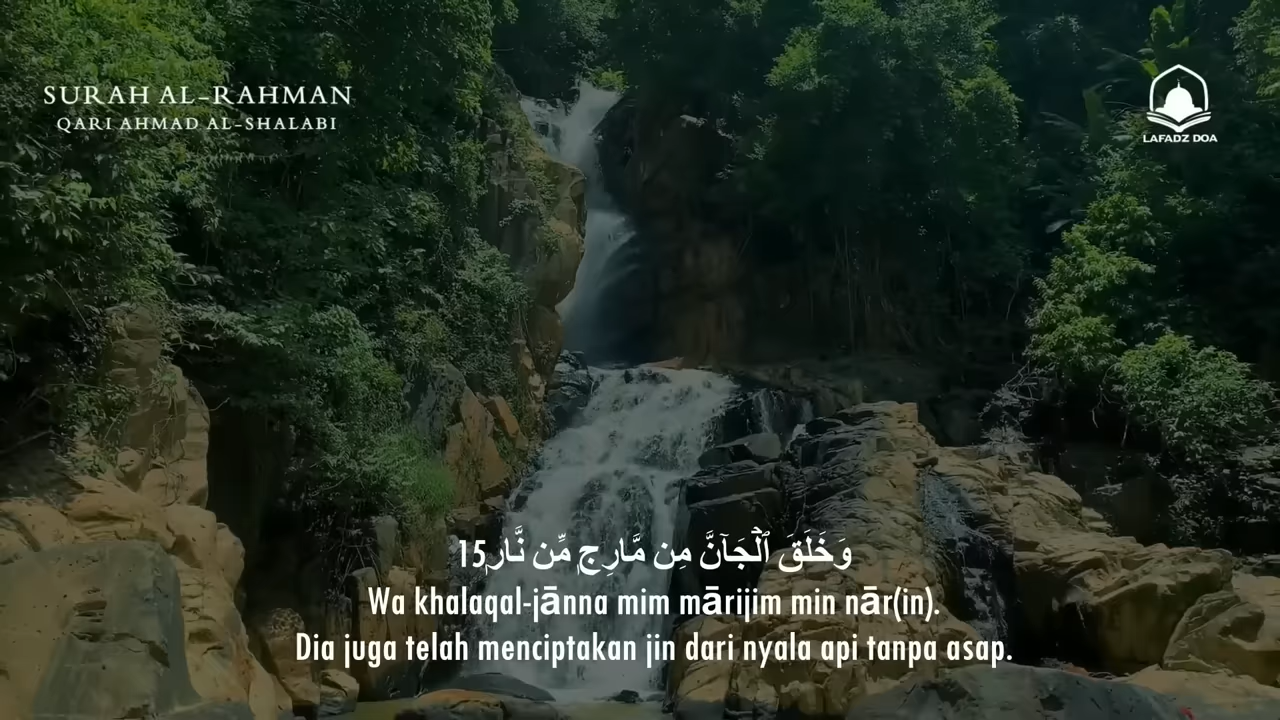 SURAH AL-RAHMAN
QARI AHMAD AL-SHALABI
LAFADZ DOA
وَخَلَقَ ٱلْجَآنَّ مِن مَّارِجٍ مِّن نَّارٍ15
Wa khalaqal-jānna mim mārijim min nār(in).
Dia juga telah menciptakan jin dari nyala api tanpa asap.